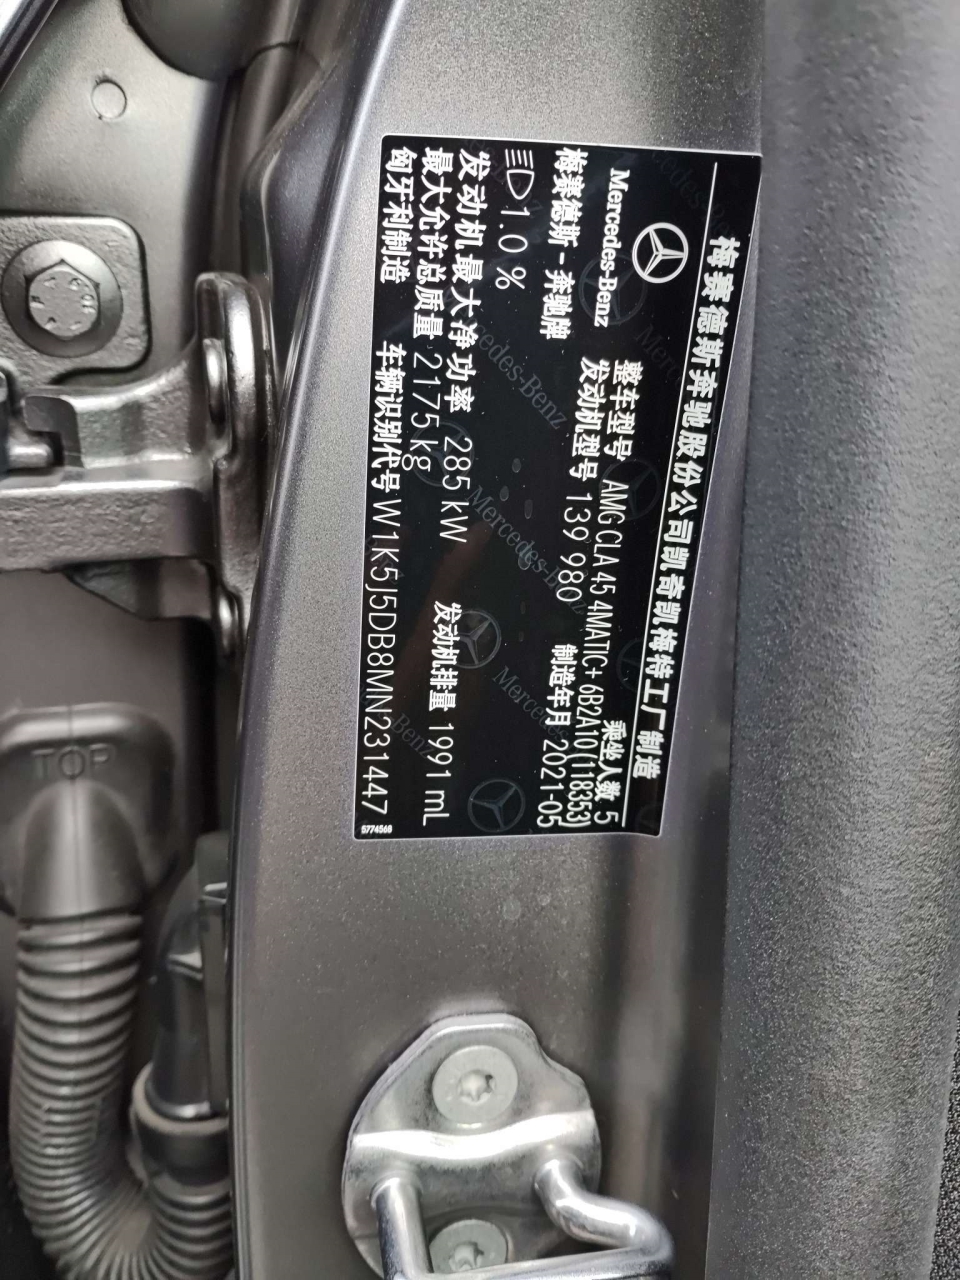 梅赛德斯奔驰股份公司凯奇凯梅特工厂制造
Mercedes-Benz
乘坐人数 5
整车型号 AMG CLA 45 4MATIC+ 6B2A10(118353)
梅赛德斯-奔驰牌
发动机型号 139 980
制造年月 2021-05
1.0 %
发动机最大净功率 285 kW
发动机排量 1991 mL
最大允许总质量 2175 kg
匈牙利制造
车辆识别代号 W1K5J5DB8MN231447
5774568
TOP